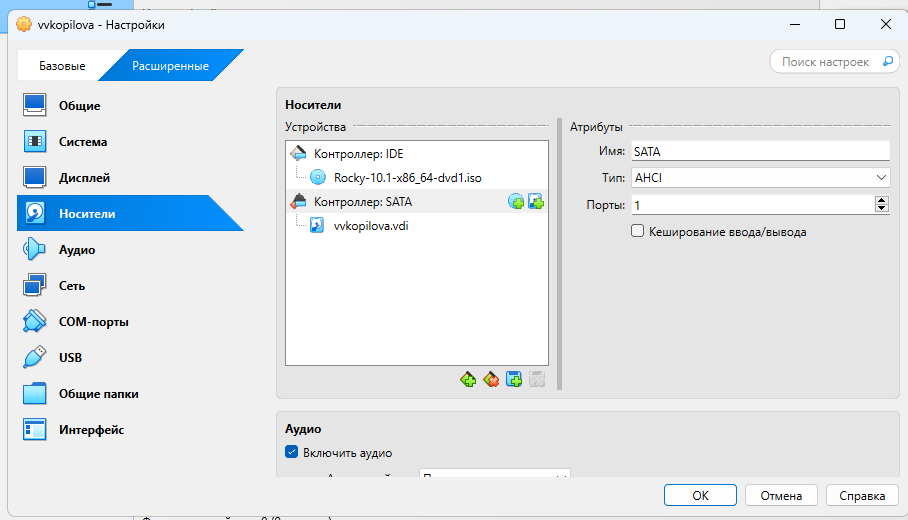 vvkopilova - Настройки
Базовые
Расширенные
Поиск настроек
Общие
Система
Дисплей
Носители
Аудио
Сеть
COM-порты
USB
Общие папки
Интерфейс
Носители
Устройства
Контроллер: IDE
Rocky-10.1-x86_64-dvd1.iso
Контроллер: SATA
vvkopilova.vdi
Атрибуты
Имя: SATA
Тип: AHCI
Порты: 1
Кеширование ввода/вывода
Аудио
Включить аудио
OK
Отмена
Справка